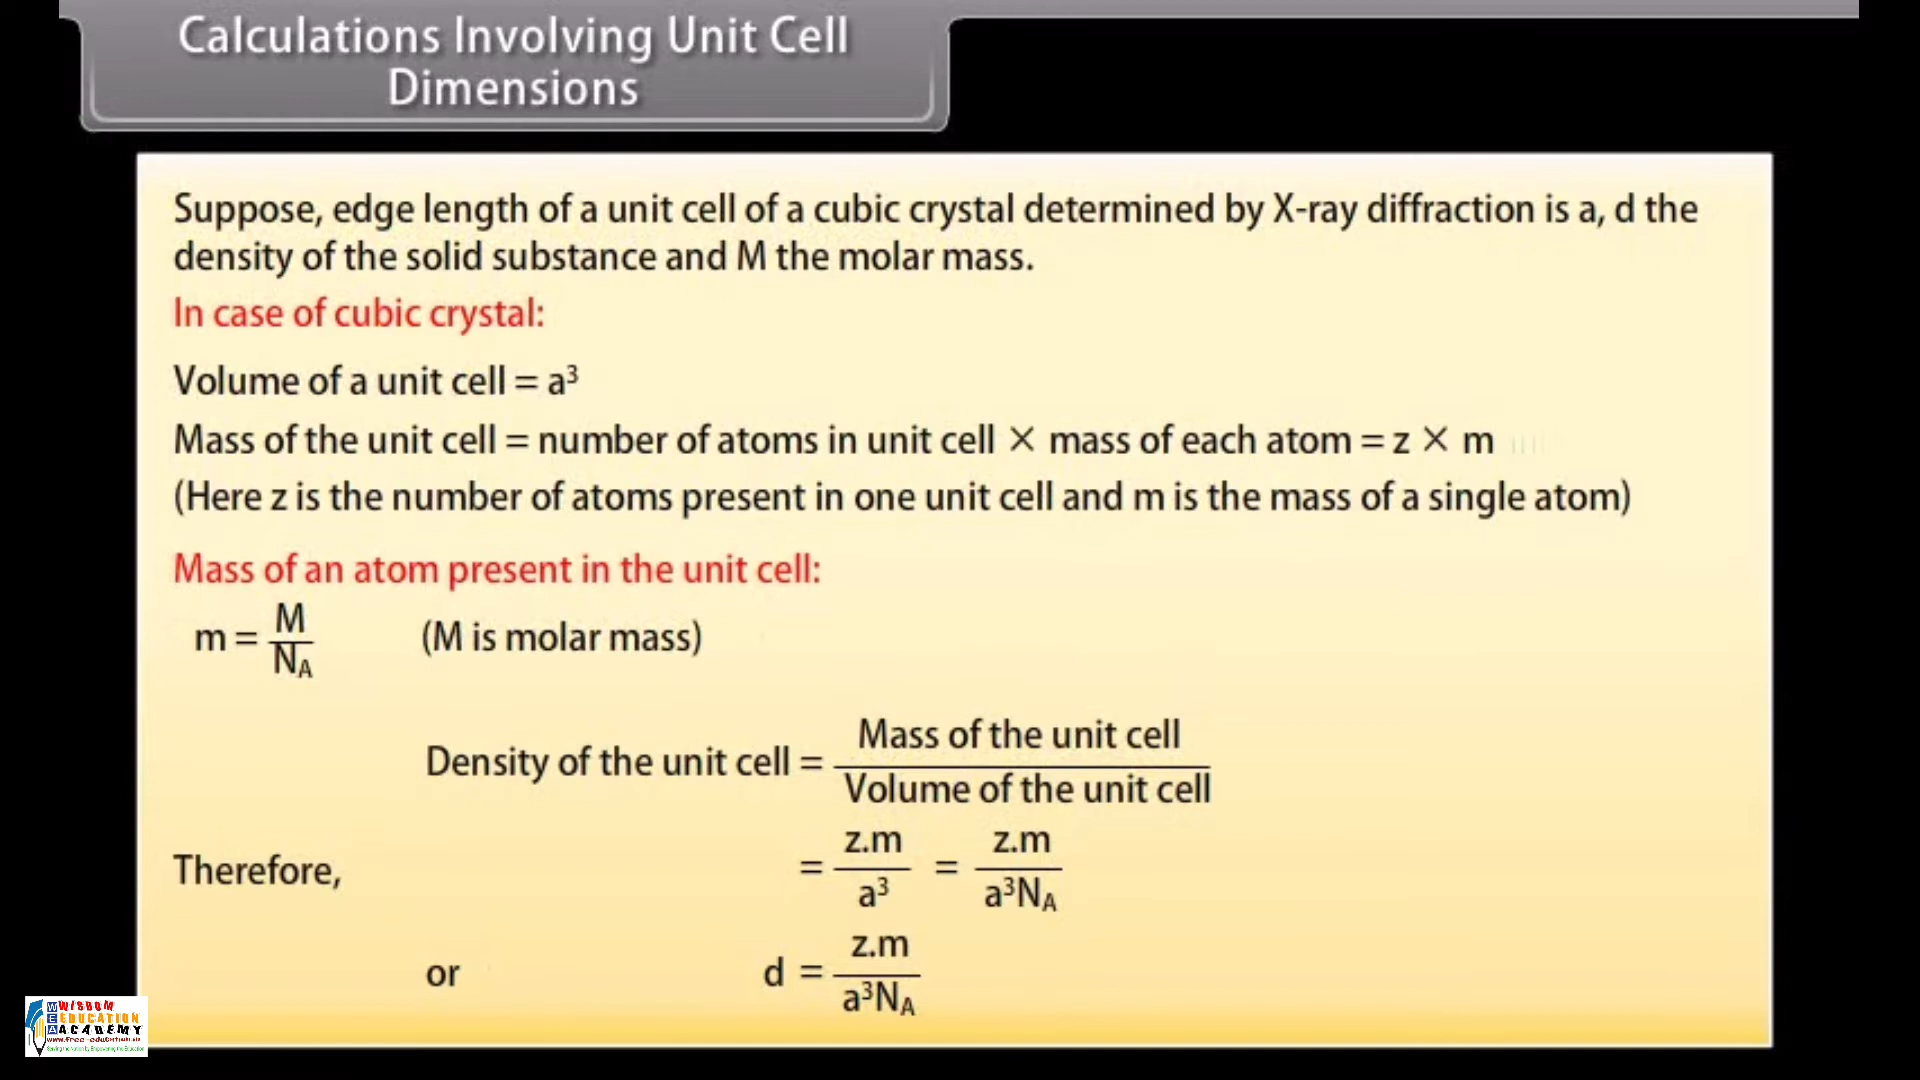 Calculations Involving Unit Cell
Dimensions
Suppose, edge length of a unit cell of a cubic crystal determined by X-ray diffraction is a, d the
density of the solid substance and M the molar mass.
In case of cubic crystal:
Volume of a unit cell = a³
Mass of the unit cell = number of atoms in unit cell × mass of each atom = z × m
(Here z is the number of atoms present in one unit cell and m is the mass of a single atom)
Mass of an atom present in the unit cell:
m = M/N_A (M is molar mass)
Density of the unit cell = Mass of the unit cell / Volume of the unit cell
Therefore, = z.m/a³ = z.m/a³N_A
or d = z.m/a³N_A
WISDOM
EDUCATION
ACADEMY